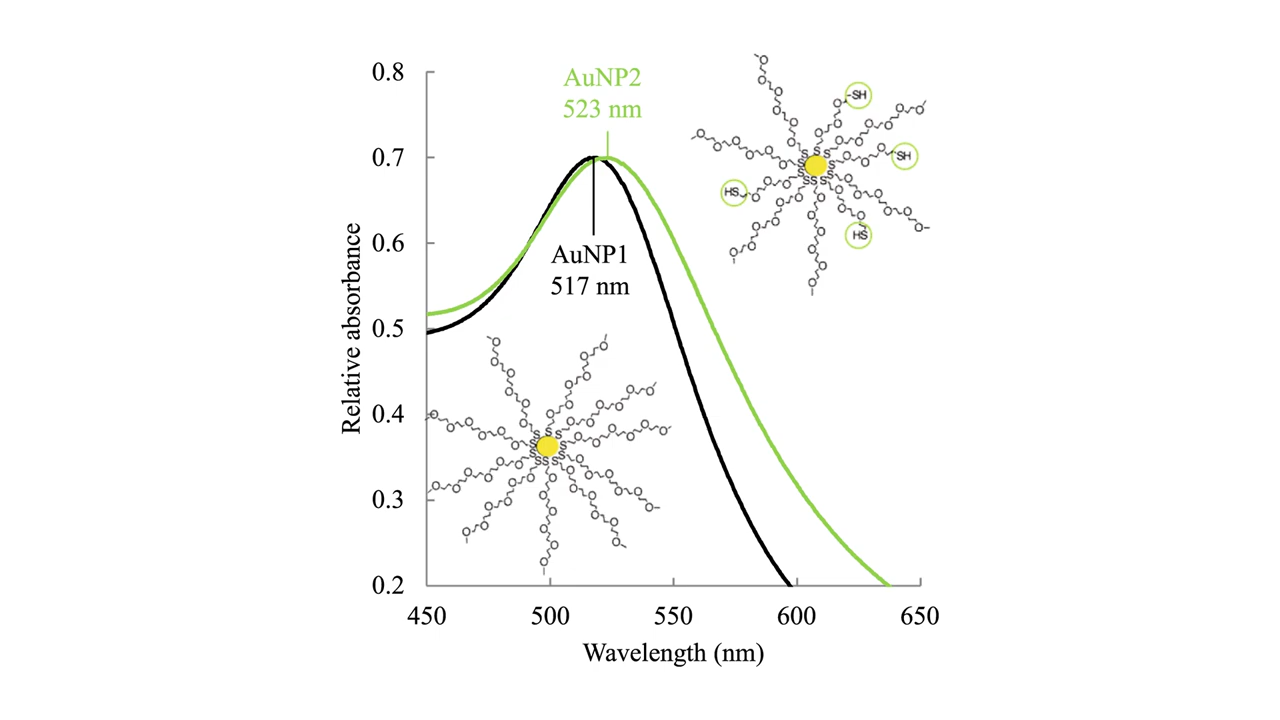 AuNP2
523 nm
0.8
0.7
0.6
0.5
0.4
0.3
0.2
Relative absorbance
AuNP1
517 nm
SH
SH
HS
HS
450
500
550
600
650
Wavelength (nm)